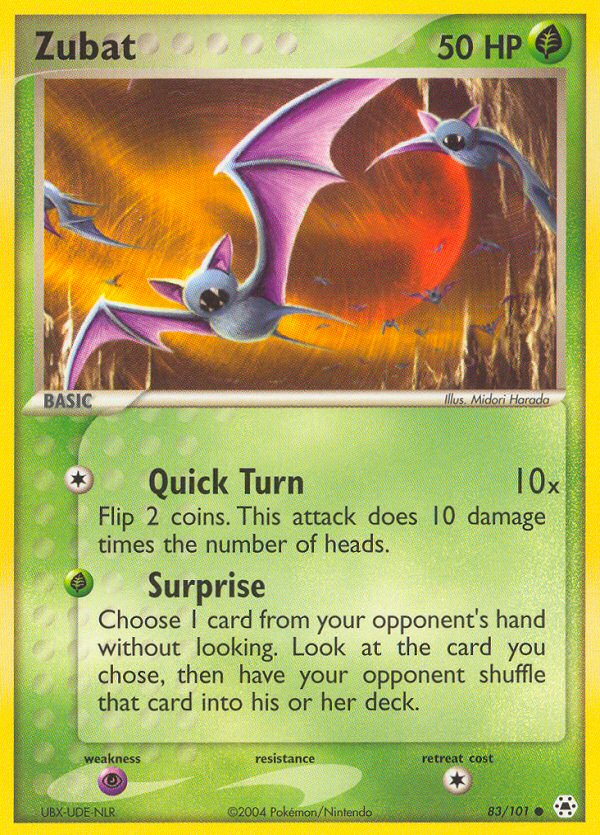 Zubat 50 HP
BASIC Illus. Midori Harada
Quick Turn 10x
Flip 2 coins. This attack does 10 damage
times the number of heads.
Surprise
Choose 1 card from your opponent's hand
without looking. Look at the card you
chose, then have your opponent shuffle
that card into his or her deck.
weakness resistance retreat cost
UBX-UDE-NLR ©2004 Pokémon/Nintendo 83/101